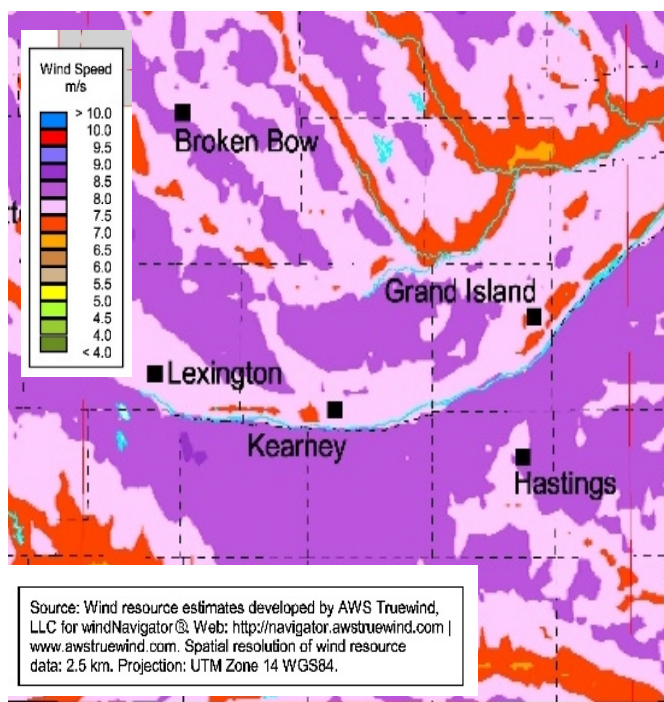 Wind Speed
m/s
> 10.0
10.0
9.5
9.0
8.5
8.0
7.5
7.0
6.5
6.0
5.5
5.0
4.5
4.0
< 4.0
Broken Bow
Grand Island
Lexington
Kearney
Hastings
Source: Wind resource estimates developed by AWS Truewind,
LLC for windNavigator®. Web: http://navigator.awstruewind.com |
www.awstruewind.com. Spatial resolution of wind resource
data: 2.5 km. Projection: UTM Zone 14 WGS84.